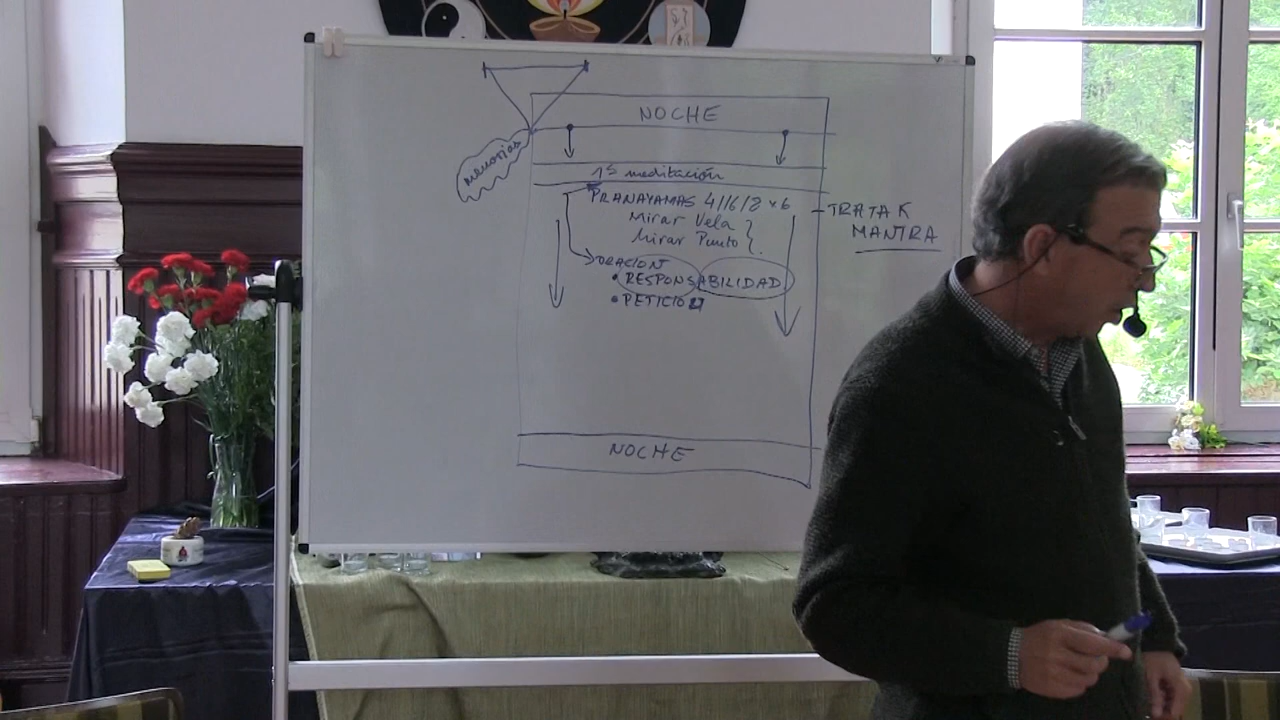 NOCHE
memorias
1ª meditación
PRANAYAMAS 4/16/8 x 6
Mirar Vela
Mirar Punto
TRATAK
MANTRA
ORACION
• RESPONSABILIDAD
• PETICION
NOCHE